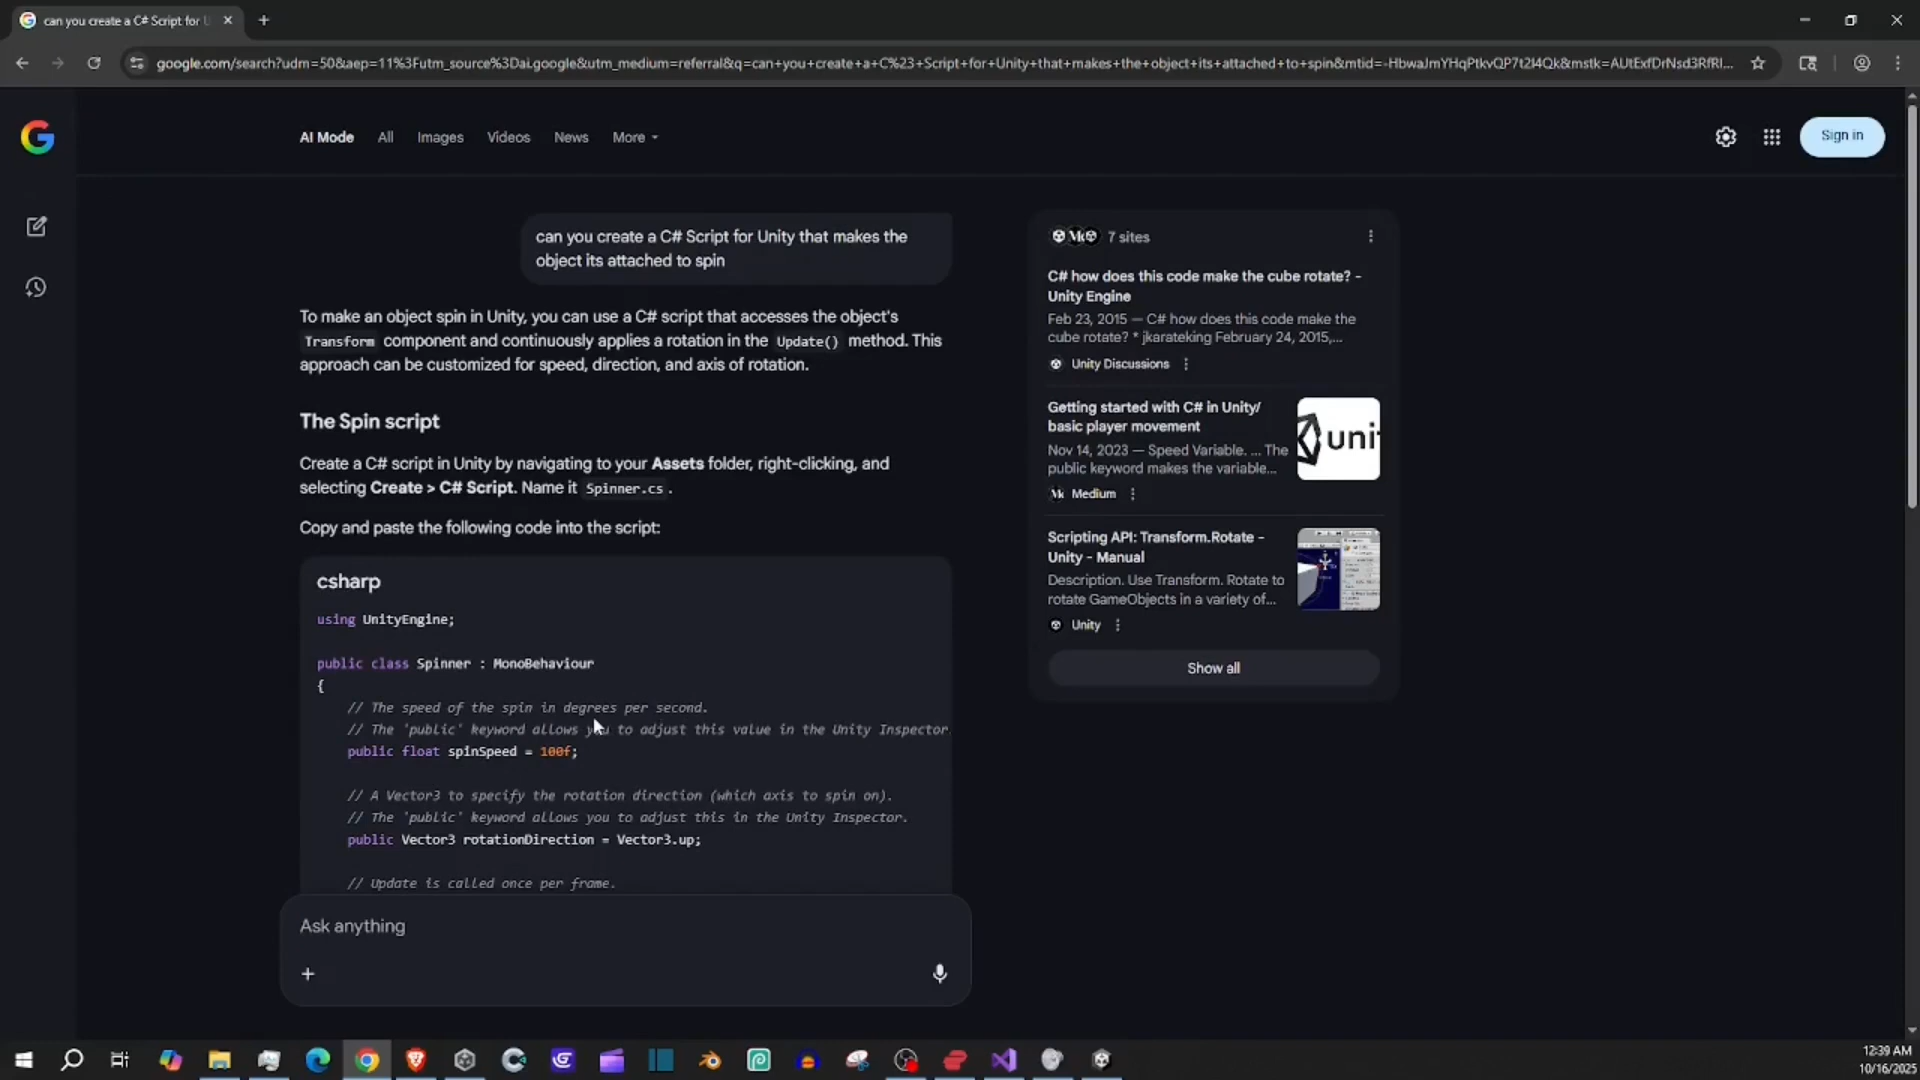 can you create a C# Script for U
google.com/search?udm=50&aep=11%3Futm_source%3Dai.google&utm_medium=referral&q=can+you+create+a+C%23+Script+for+Unity+that+makes+the+object+its+attached+to+spin&mtid=-HbwaJmYHqPtkvQP7t2I4Qk&mstk=AUtExfDrNsd3RfRI...
AI Mode
All
Images
Videos
News
More
Sign in
can you create a C# Script for Unity that makes the
object its attached to spin
To make an object spin in Unity, you can use a C# script that accesses the object's
Transform component and continuously applies a rotation in the Update() method. This
approach can be customized for speed, direction, and axis of rotation.
The Spin script
Create a C# script in Unity by navigating to your Assets folder, right-clicking, and
selecting Create > C# Script. Name it Spinner.cs .
Copy and paste the following code into the script:
csharp
using UnityEngine;
public class Spinner : MonoBehaviour
{
// The speed of the spin in degrees per second.
// The 'public' keyword allows you to adjust this value in the Unity Inspector.
public float spinSpeed = 100f;
// A Vector3 to specify the rotation direction (which axis to spin on).
// The 'public' keyword allows you to adjust this in the Unity Inspector.
public Vector3 rotationDirection = Vector3.up;
// Update is called once per frame.
Ask anything
7 sites
C# how does this code make the cube rotate? -
Unity Engine
Feb 23, 2015 — C# how does this code make the
cube rotate? * jkarateking February 24, 2015,...
Unity Discussions
Getting started with C# in Unity/
basic player movement
Nov 14, 2023 — Speed Variable. ... The
public keyword makes the variable...
Medium
Scripting API: Transform.Rotate -
Unity - Manual
Description. Use Transform. Rotate to
rotate GameObjects in a variety of...
Unity
Show all
12:39 AM
10/16/2025